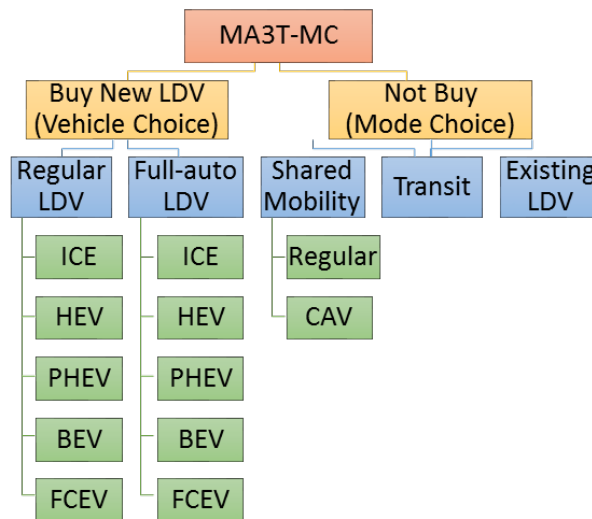 MA3T-MC
Buy New LDV
(Vehicle Choice)
Not Buy
(Mode Choice)
Regular
LDV
Full-auto
LDV
Shared
Mobility
Transit
Existing
LDV
ICE
HEV
PHEV
BEV
FCEV
ICE
HEV
PHEV
BEV
FCEV
Regular
CAV